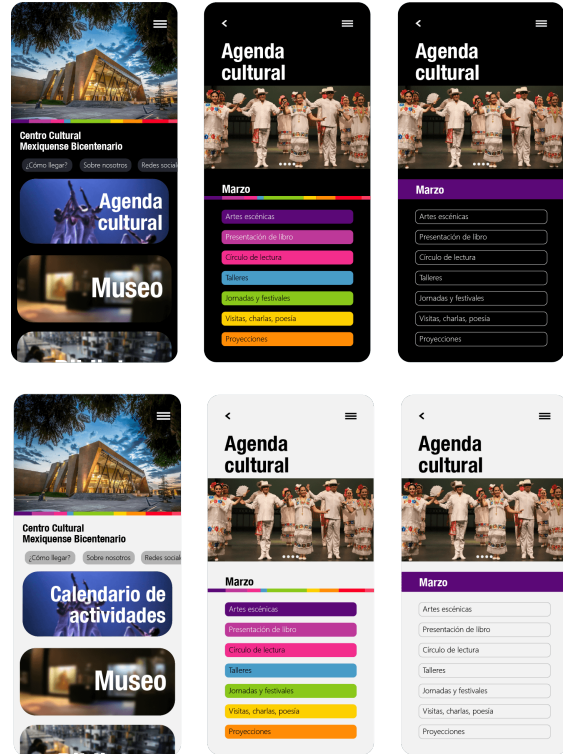 Centro Cultural
Mexiquense Bicentenario
¿Cómo llegar? Sobre nosotros Redes social
Agenda
cultural
Museo
Agenda
cultural
Marzo
Artes escénicas
Presentación de libro
Círculo de lectura
Talleres
Jornadas y festivales
Visitas, charlas, poesía
Proyecciones
Agenda
cultural
Marzo
Artes escénicas
Presentación de libro
Círculo de lectura
Talleres
Jornadas y festivales
Visitas, charlas, poesía
Proyecciones
Centro Cultural
Mexiquense Bicentenario
¿Cómo llegar? Sobre nosotros Redes social
Calendario de
actividades
Museo
Agenda
cultural
Marzo
Artes escénicas
Presentación de libro
Círculo de lectura
Talleres
Jornadas y festivales
Visitas, charlas, poesía
Proyecciones
Agenda
cultural
Marzo
Artes escénicas
Presentación de libro
Círculo de lectura
Talleres
Jornadas y festivales
Visitas, charlas, poesía
Proyecciones